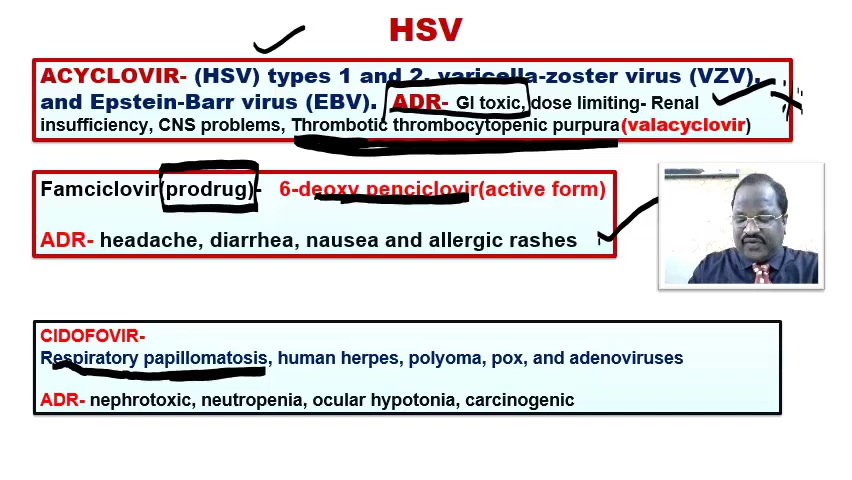 HSV
ACYCLOVIR- (HSV) types 1 and 2, varicella-zoster virus (VZV),
and Epstein-Barr virus (EBV). ADR- GI toxic, dose limiting- Renal
insufficiency, CNS problems, Thrombotic thrombocytopenic purpura(valacyclovir)
Famciclovir(prodrug)- 6-deoxy penciclovir(active form)
ADR- headache, diarrhea, nausea and allergic rashes
CIDOFOVIR-
Respiratory papillomatosis, human herpes, polyoma, pox, and adenoviruses
ADR- nephrotoxic, neutropenia, ocular hypotonia, carcinogenic